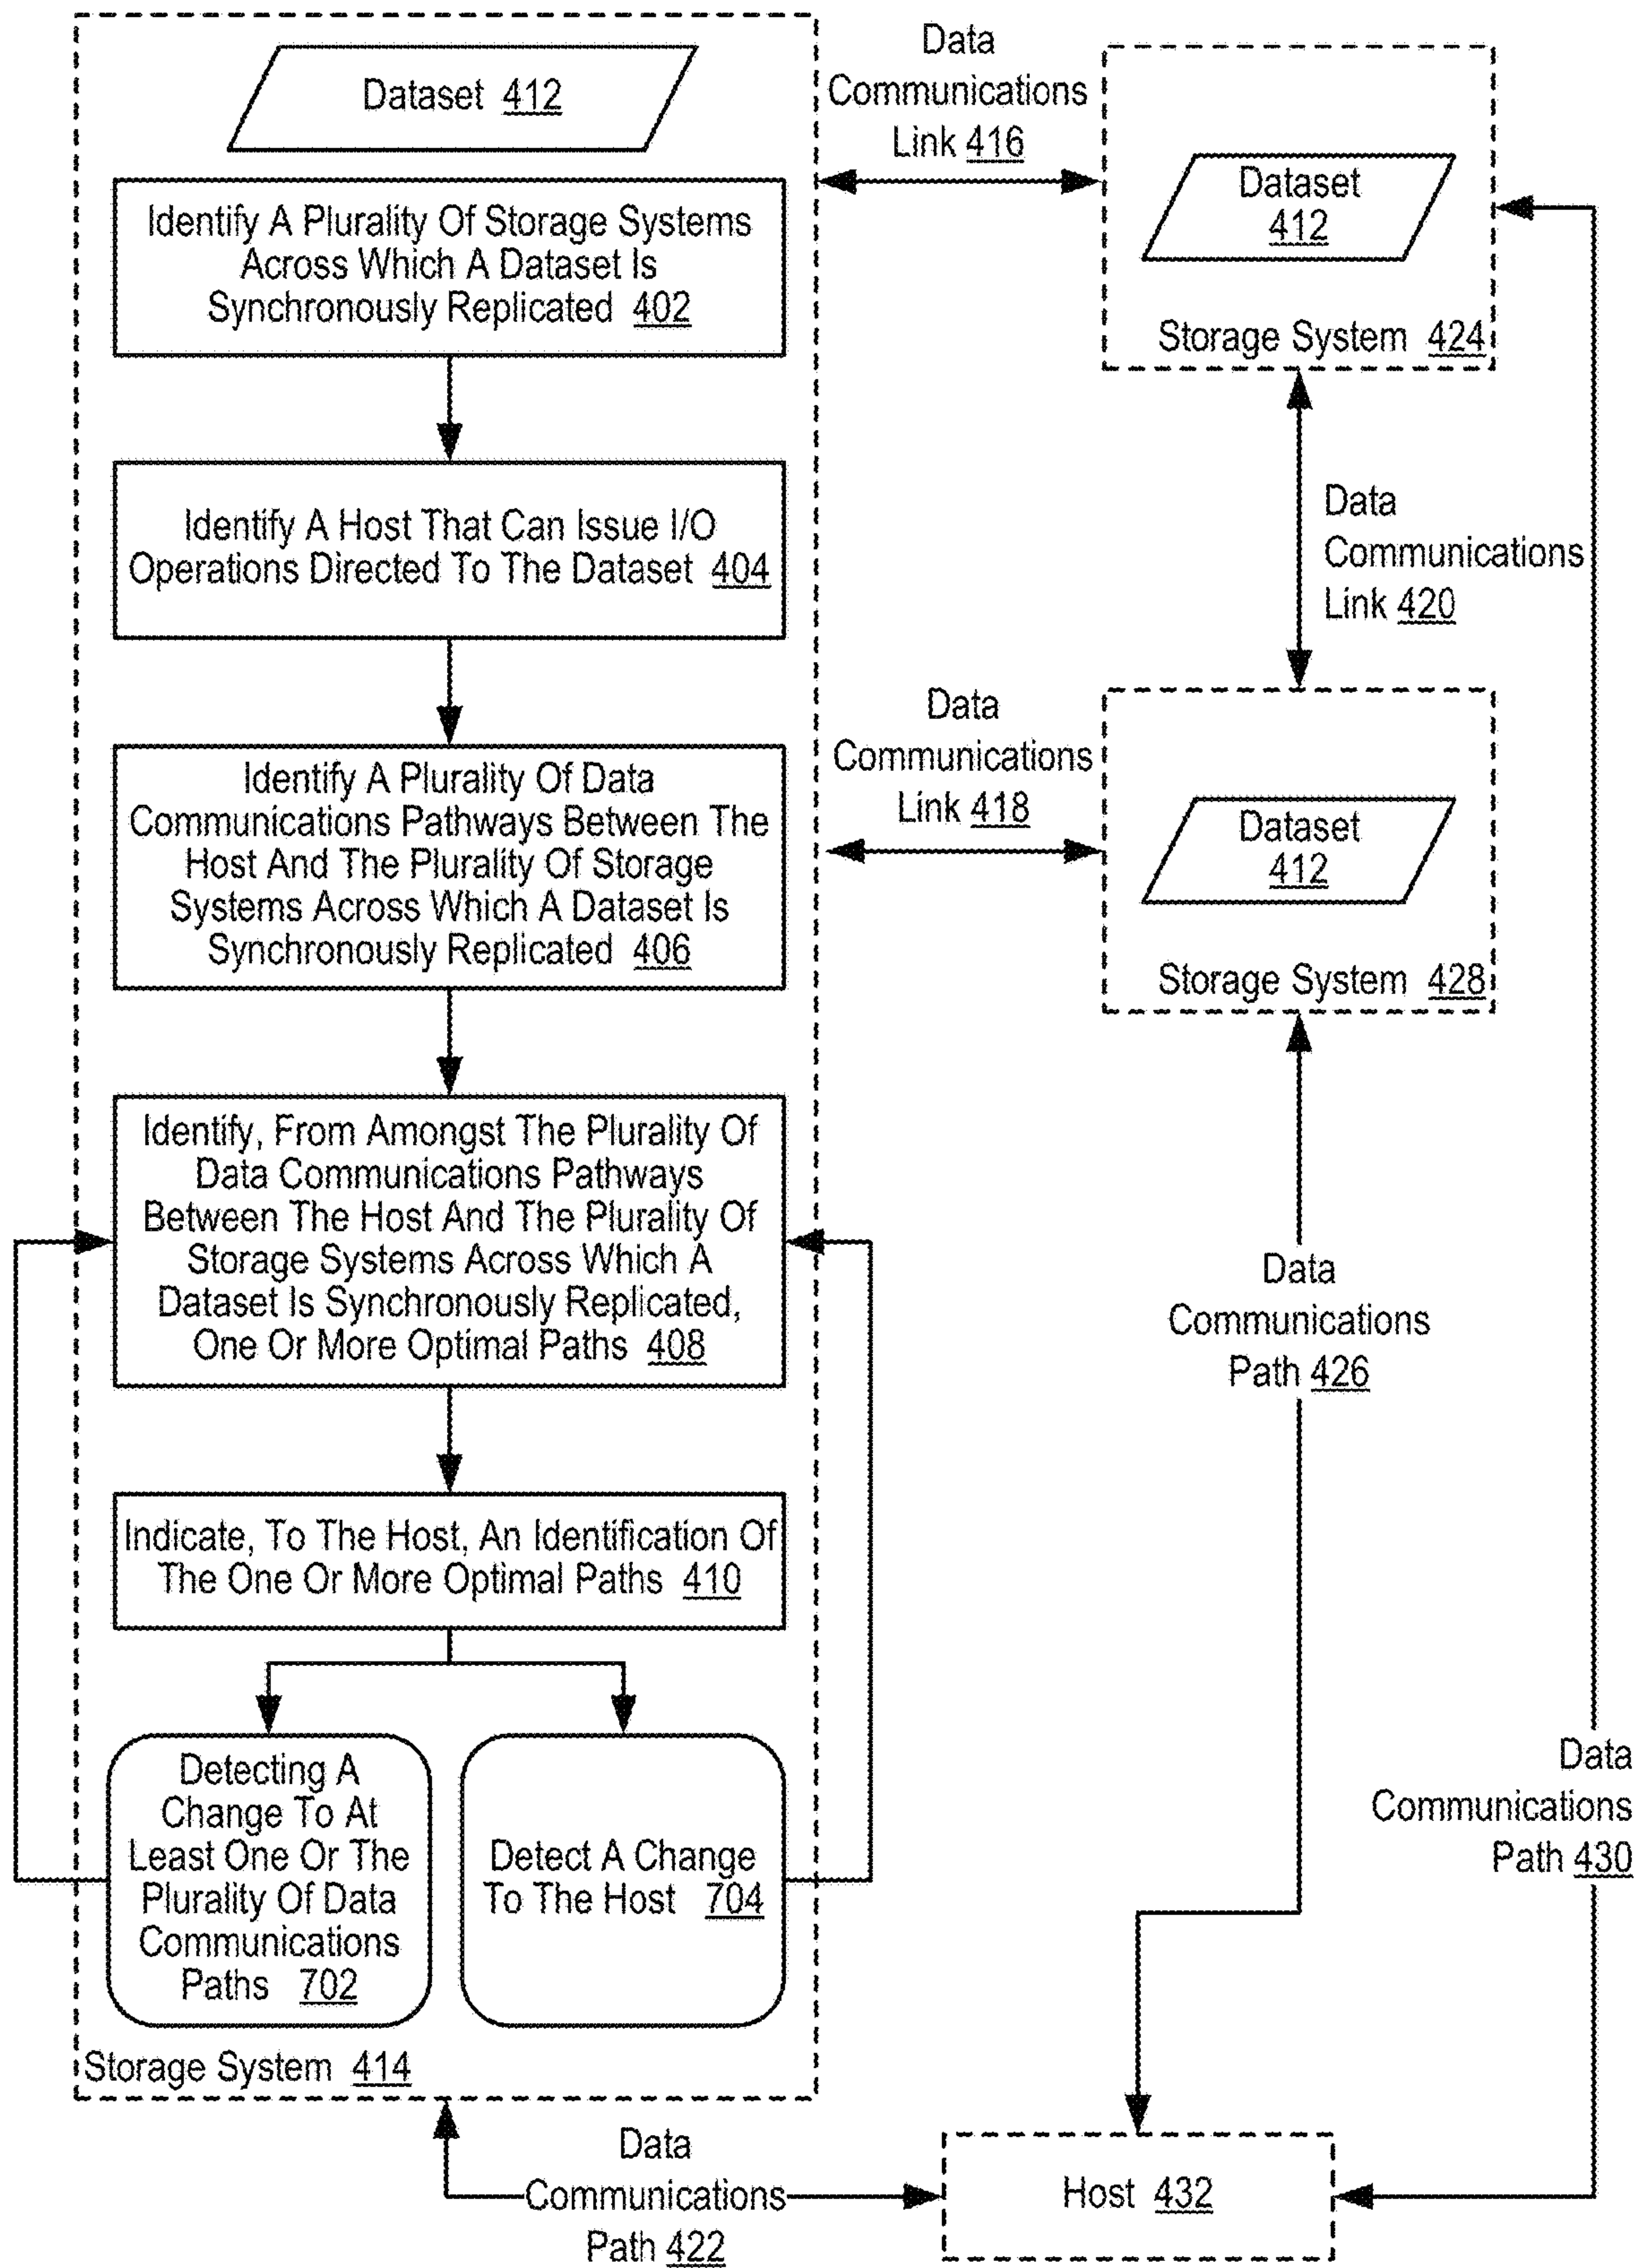 Dataset 412
Identify A Plurality Of Storage Systems
Across Which A Dataset Is
Synchronously Replicated 402
Identify A Host That Can Issue I/O
Operations Directed To The Dataset 404
Identify A Plurality Of Data
Communications Pathways Between The
Host And The Plurality Of Storage
Systems Across Which A Dataset Is
Synchronously Replicated 406
Identify, From Amongst The Plurality Of
Data Communications Pathways
Between The Host And The Plurality Of
Storage Systems Across Which A
Dataset Is Synchronously Replicated,
One Or More Optimal Paths 408
Indicate, To The Host, An Identification Of
The One Or More Optimal Paths 410
Detecting A
Change To At
Least One Or The
Plurality Of Data
Communications
Paths 702
Detect A Change
To The Host 704
Storage System 414
Data
Communications
Link 416
Dataset
412
Storage System 424
Data
Communications
Link 420
Data
Communications
Link 418
Dataset
412
Storage System 428
Data
Communications
Path 426
Data
Communications
Path 430
Data
Communications
Path 422
Host 432